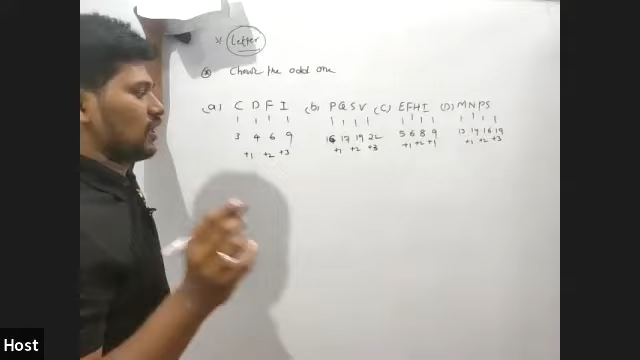 * Letter
* Choose the odd one
(a) C D F I (b) P Q S V (c) E F H I (D) M N P S
3 4 6 9 16 17 19 22 5 6 8 9 13 14 16 19
+1 +2 +3 +1 +2 +3 +1 +2 +1 +1 +2 +3
Host